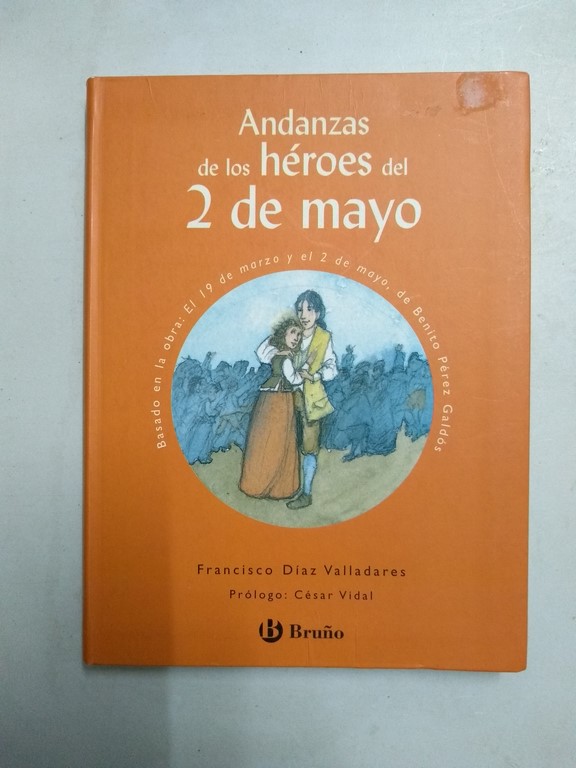 Andanzas
de los héroes del
2 de mayo
Basado en la obra: El 19 de marzo y el 2 de mayo, de Benito Pérez Galdós
Francisco Díaz Valladares
Prólogo: César Vidal
B Bruño